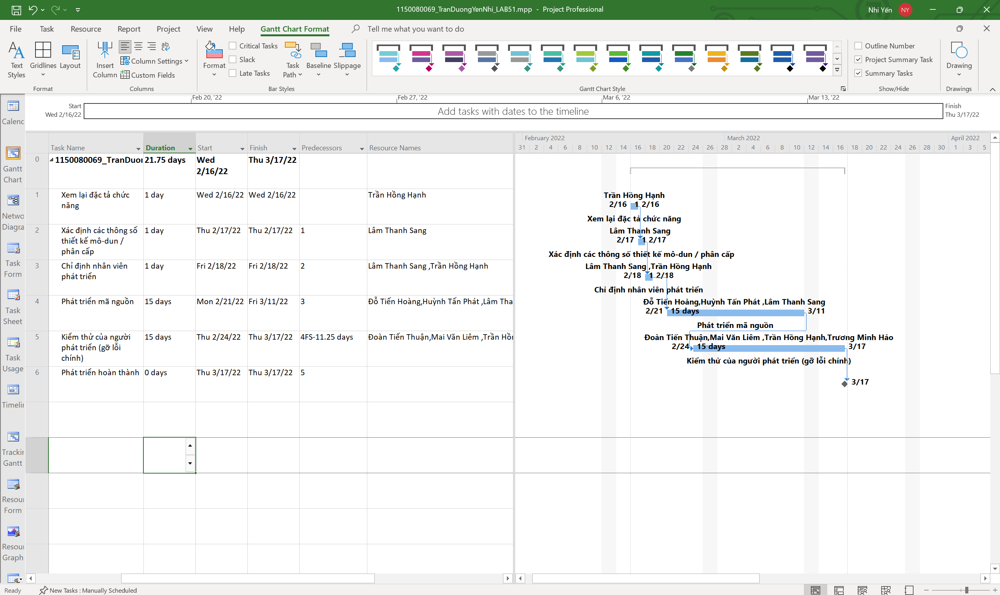 1150080069_TranDuongYenNhi_LAB51.mpp - Project Professional
Nhi Yến NY
File Task Resource Report Project View Help Gantt Chart Format Tell me what you want to do
Text Styles
Gridlines
Layout
Format
Insert Column
Column Settings
Custom Fields
Columns
Format
Critical Tasks
Slack
Late Tasks
Task Path
Baseline
Slippage
Bar Styles
Gantt Chart Style
Outline Number
Project Summary Task
Summary Tasks
Show/Hide
Drawing
Drawings
Feb 20, '22 Feb 27, '22 Mar 6, '22 Mar 13, '22
Start
Wed 2/16/22
Add tasks with dates to the timeline
Finish
Thu 3/17/22
Calenc
Gantt
Chart
Netwo
Diagra
Task
Form
Task
Sheet
Task
Usage
Timelin
Trackin
Gantt
Resour
Form
Resour
Graph
Task Name Duration Start Finish Predecessors Resource Names
0 1150080069_TranDuon 21.75 days Wed 2/16/22 Thu 3/17/22
1 Xem lại đặc tả chức năng 1 day Wed 2/16/22 Wed 2/16/22 Trần Hồng Hạnh
2 Xác định các thông số thiết kế mô-dun / phân cấp 1 day Thu 2/17/22 Thu 2/17/22 1 Lâm Thanh Sang
3 Chỉ định nhân viên phát triển 1 day Fri 2/18/22 Fri 2/18/22 2 Lâm Thanh Sang ,Trần Hồng Hạnh
4 Phát triển mã nguồn 15 days Mon 2/21/22 Fri 3/11/22 3 Đỗ Tiến Hoàng,Huỳnh Tấn Phát ,Lâm Tha
5 Kiểm thử của người phát triển (gỡ lỗi chính) 15 days Thu 2/24/22 Thu 3/17/22 4FS-11.25 days Đoàn Tiến Thuận,Mai Văn Liêm ,Trần Hồn
6 Phát triển hoàn thành 0 days Thu 3/17/22 Thu 3/17/22 5
February 2022 March 2022 April 2022
31 2 4 6 8 10 12 14 16 18 20 22 24 26 28 2 4 6 8 10 12 14 16 18 20 22 24 26 28 30 1 3 5
Trần Hồng Hạnh
2/16 1 2/16
Xem lại đặc tả chức năng
Lâm Thanh Sang
2/17 1 2/17
Xác định các thông số thiết kế mô-dun / phân cấp
Lâm Thanh Sang ,Trần Hồng Hạnh
2/18 1 2/18
Chỉ định nhân viên phát triển
Đỗ Tiến Hoàng,Huỳnh Tấn Phát ,Lâm Thanh Sang
2/21 15 days 3/11
Phát triển mã nguồn
Đoàn Tiến Thuận,Mai Văn Liêm ,Trần Hồng Hạnh,Trương Minh Hảo
2/24 15 days 3/17
Kiểm thử của người phát triển (gỡ lỗi chính)
3/17
Ready New Tasks : Manually Scheduled